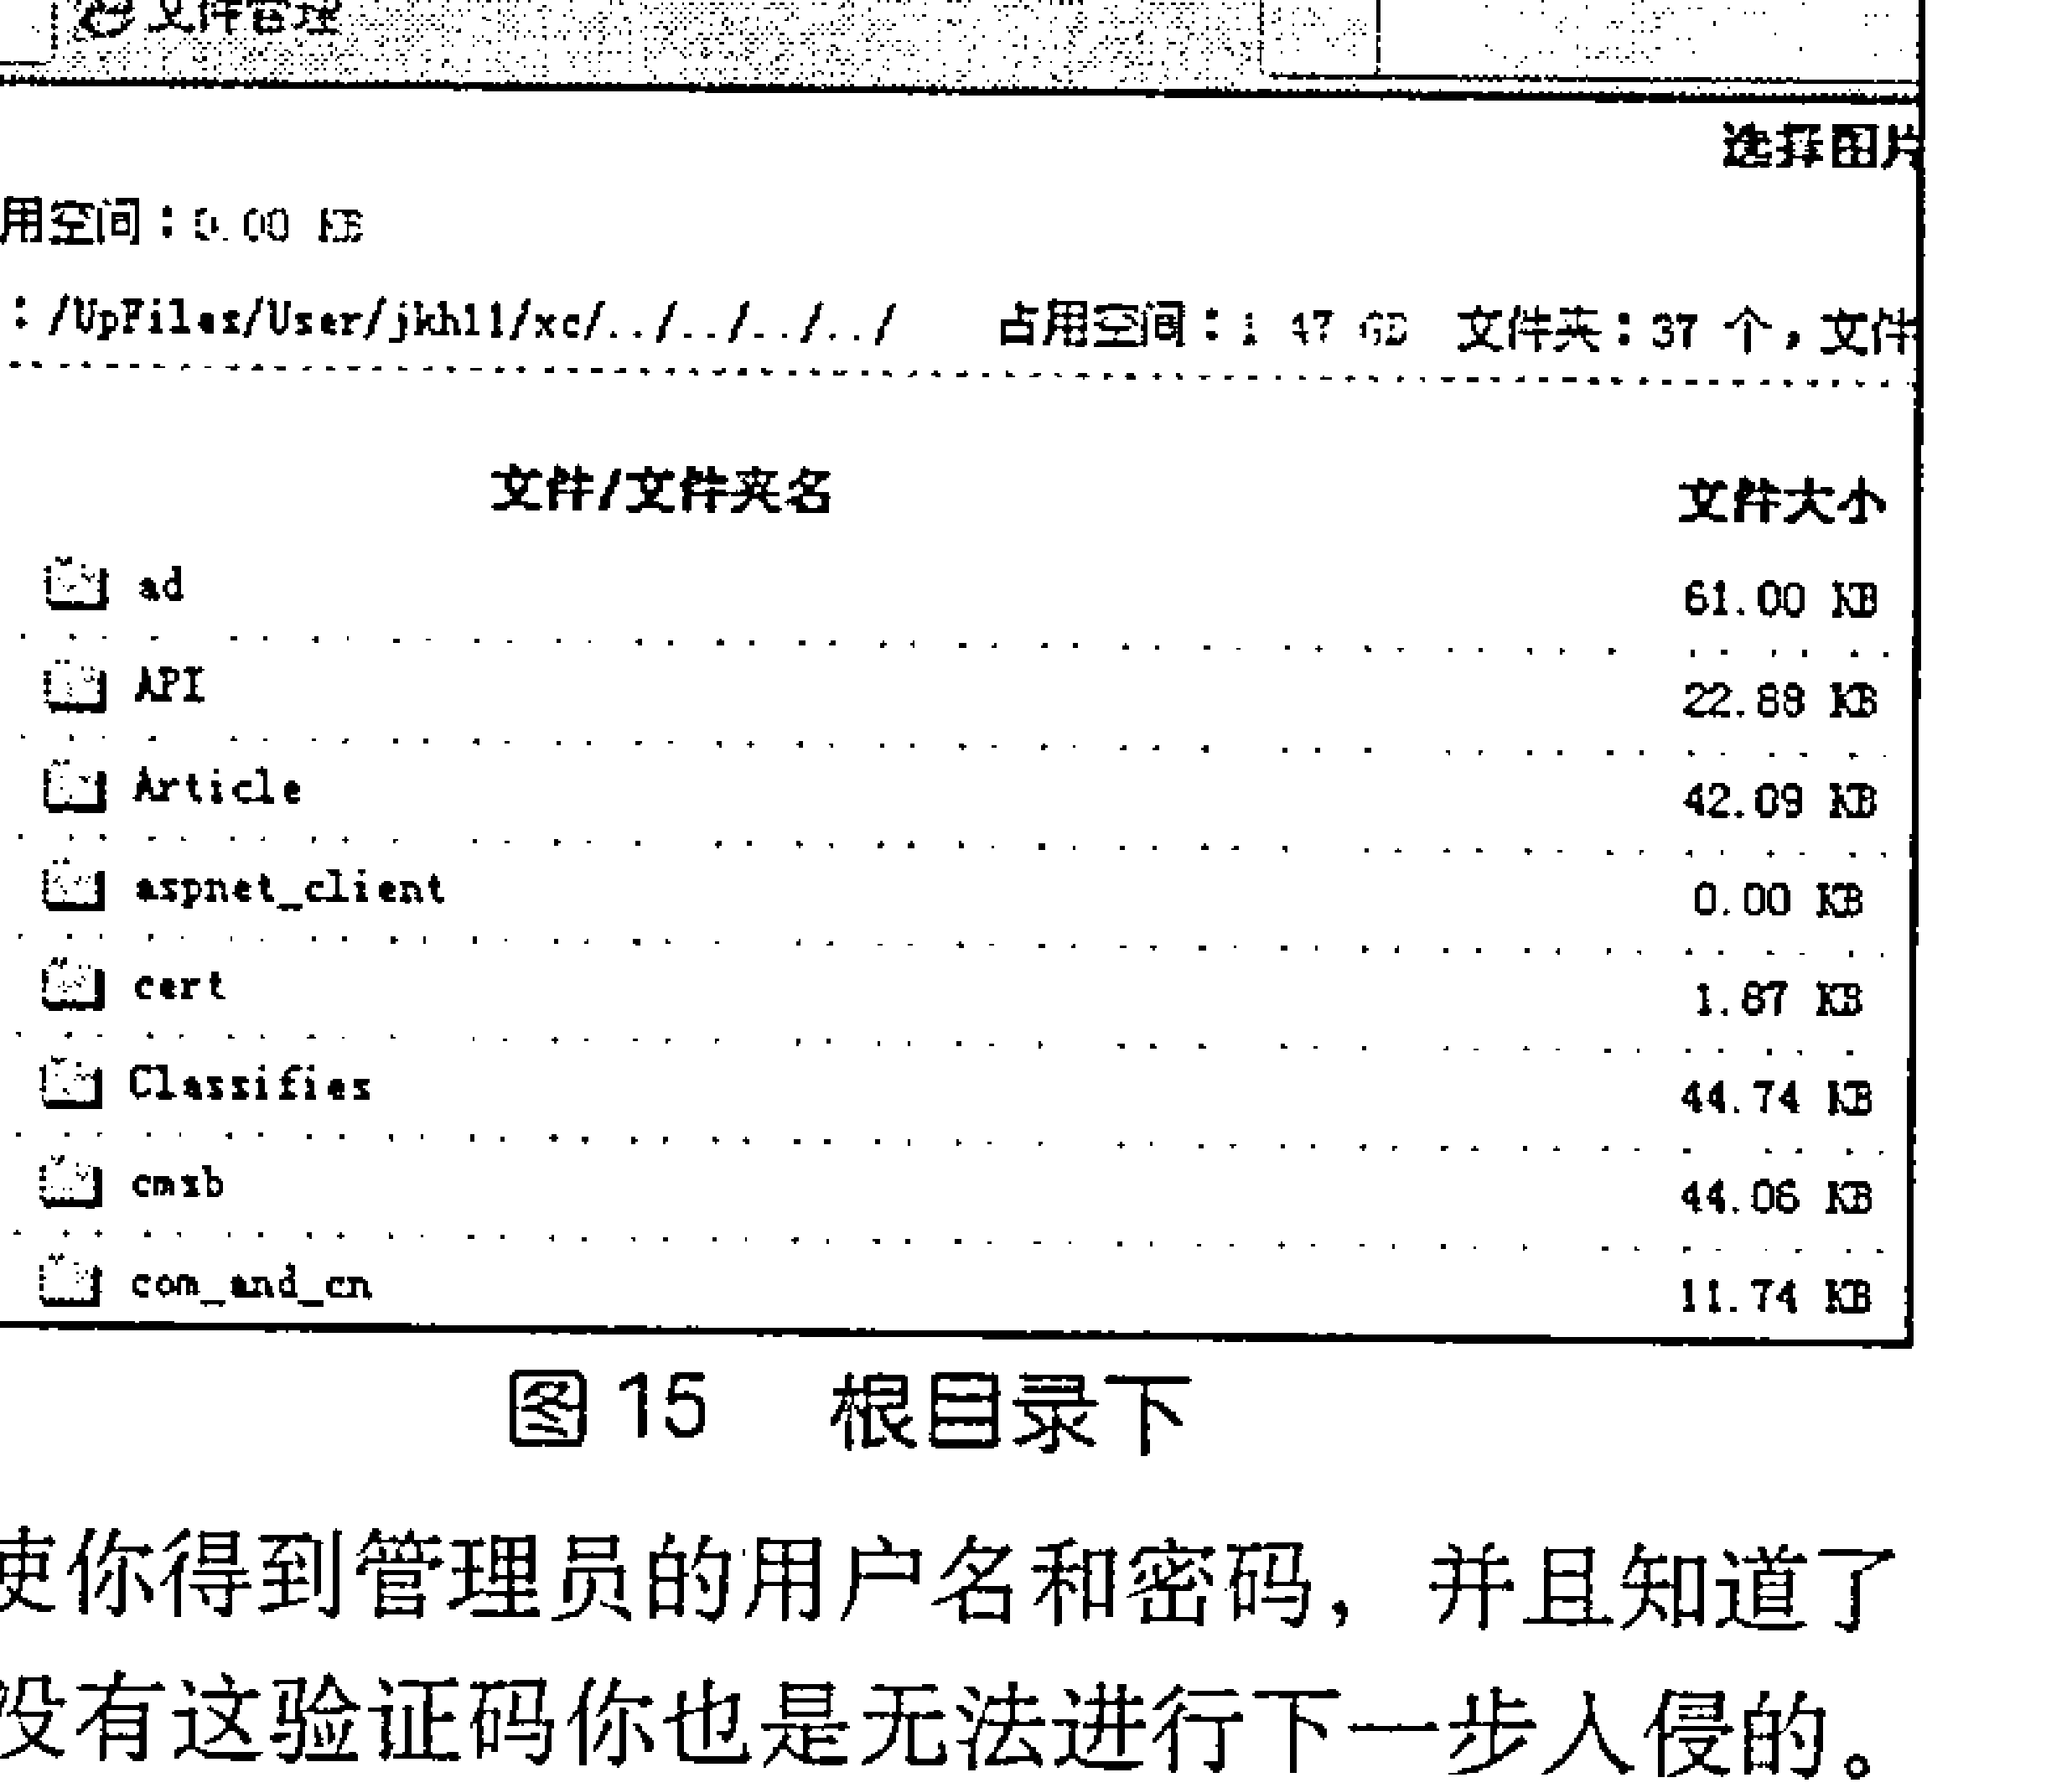 文件管理
选择图片
用空间：0.00 KB
：/UpFiles/User/jkh11/xc/../../../../ 占用空间：1.47 GB 文件夹：37 个，文件
文件/文件夹名 文件大小
ad 61.00 KB
API 22.88 KB
Article 42.09 KB
aspnet_client 0.00 KB
cert 1.87 KB
Classifies 44.74 KB
cmxb 44.06 KB
com_and_cn 11.74 KB
图 15 根目录下
使你得到管理员的用户名和密码，并且知道了
没有这验证码你也是无法进行下一步入侵的。